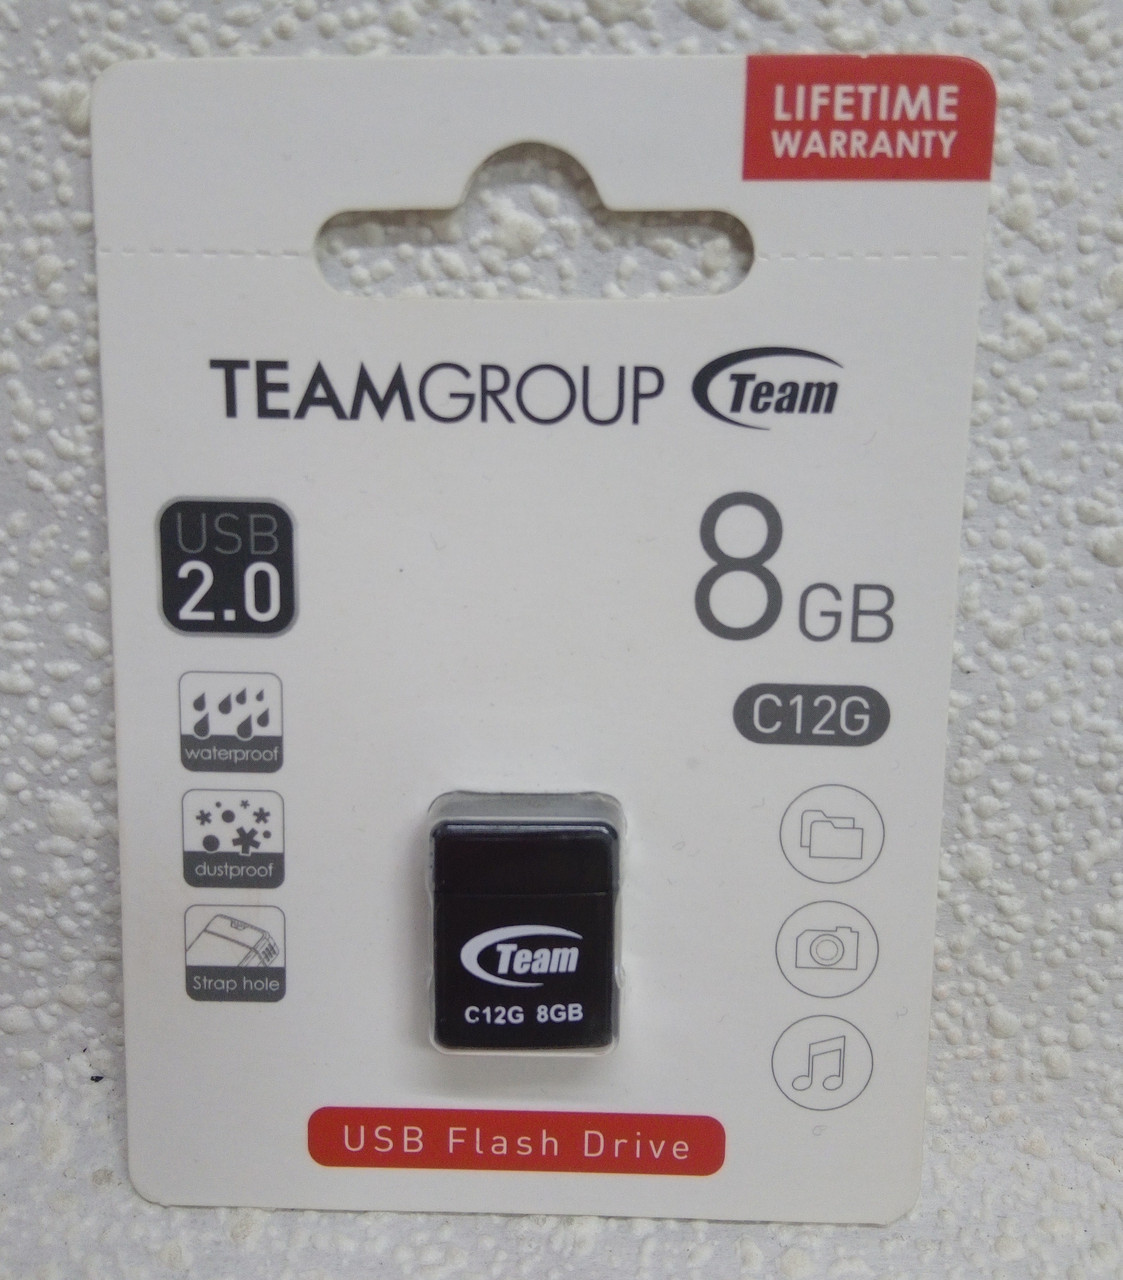 LIFETIME
WARRANTY
TEAMGROUP Team
USB
2.0
8GB
C12G
waterproof
dustproof
Strap hole
Team
C12G 8GB
USB Flash Drive